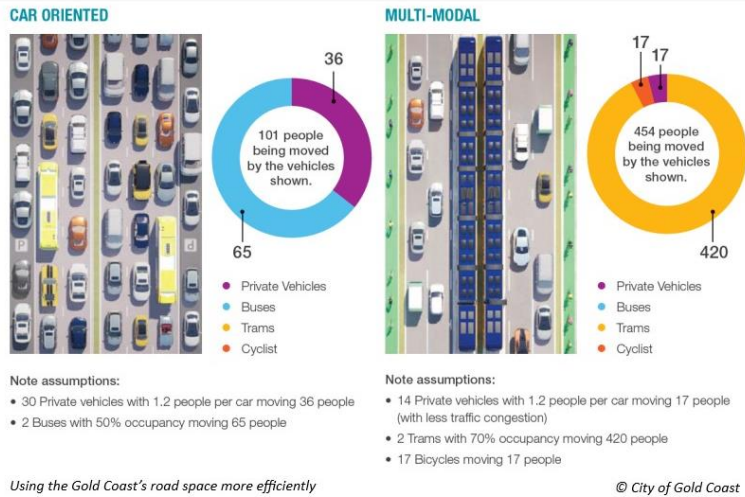 CAR ORIENTED
36
101 people
being moved
by the vehicles
shown.
65
Private Vehicles
Buses
Trams
Cyclist
P
P
Note assumptions:
• 30 Private vehicles with 1.2 people per car moving 36 people
• 2 Buses with 50% occupancy moving 65 people
Using the Gold Coast's road space more efficiently
MULTI-MODAL
17
17
454 people
being moved
by the vehicles
shown.
420
Private Vehicles
Buses
Trams
Cyclist
Note assumptions:
• 14 Private vehicles with 1.2 people per car moving 17 people
(with less traffic congestion)
• 2 Trams with 70% occupancy moving 420 people
• 17 Bicycles moving 17 people
© City of Gold Coast